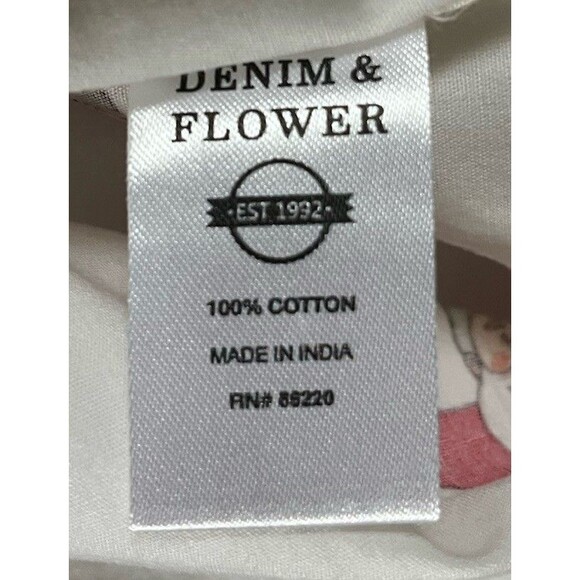 DENIM &
FLOWER
·EST 1992·
100% COTTON
MADE IN INDIA
RN# 86220